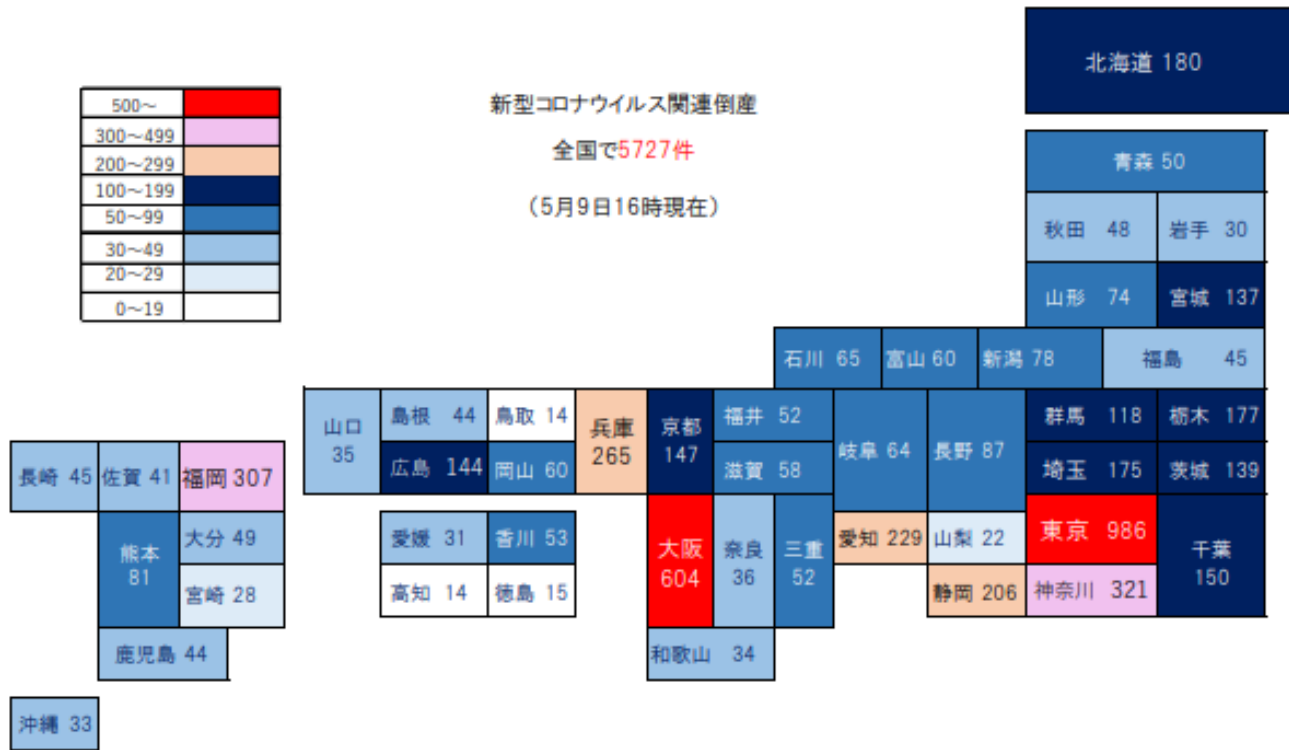 北海道 180
500～
300～499
200～299
100～199
50～99
30～49
20～29
0～19
新型コロナウイルス関連倒産
全国で5727件
（5月9日16時現在）
青森 50
秋田 48
岩手 30
山形 74
宮城 137
石川 65
富山 60
新潟 78
福島 45
山口
35
島根 44
鳥取 14
広島 144
岡山 60
兵庫
265
京都
147
福井 52
滋賀 58
岐阜 64
長野 87
群馬 118
栃木 177
埼玉 175
茨城 139
長崎 45
佐賀 41
福岡 307
熊本
81
大分 49
宮崎 28
鹿児島 44
沖縄 33
愛媛 31
香川 53
高知 14
徳島 15
大阪
604
奈良
36
三重
52
和歌山 34
愛知 229
山梨 22
静岡 206
東京 986
神奈川 321
千葉
150